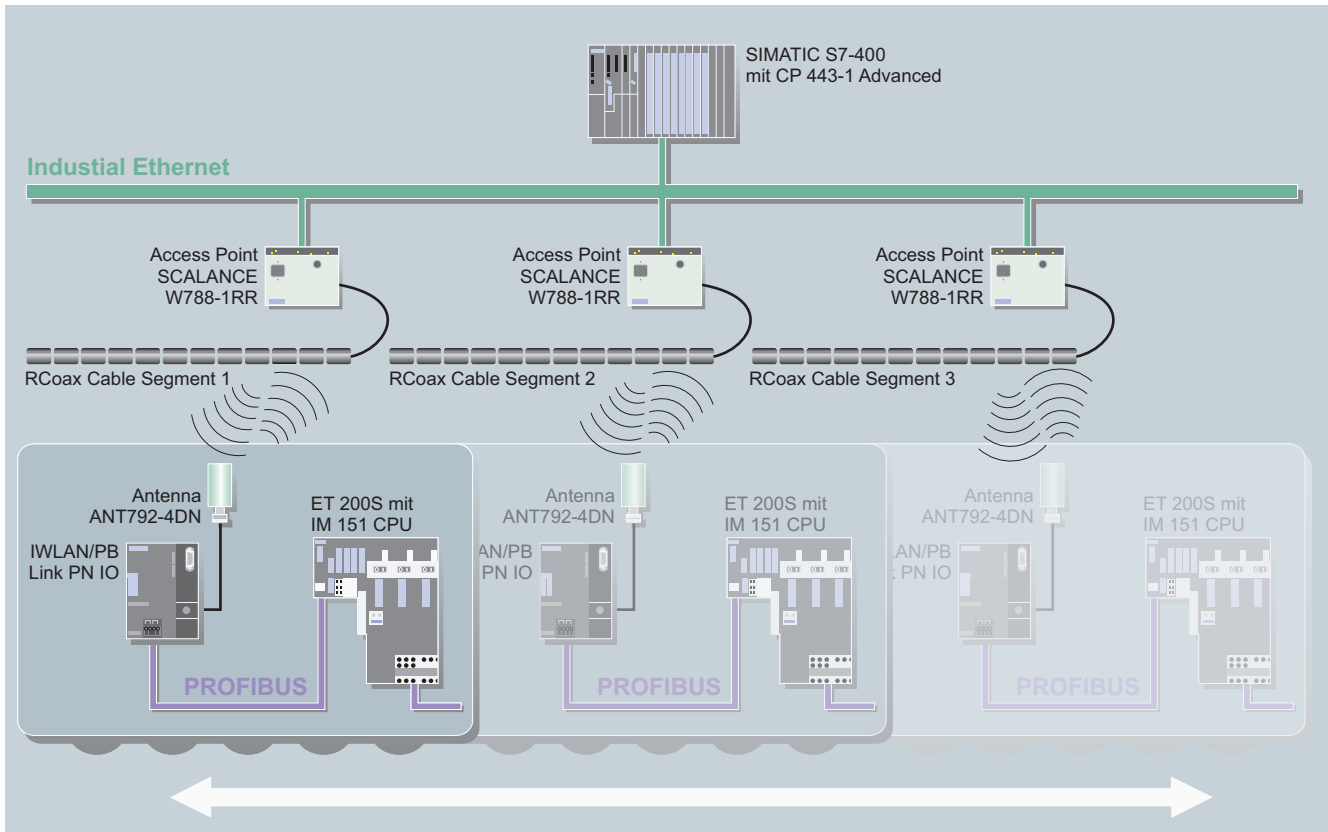 SIMATIC S7-400
mit CP 443-1 Advanced
Industial Ethernet
Access Point
SCALANCE
W788-1RR
Access Point
SCALANCE
W788-1RR
Access Point
SCALANCE
W788-1RR
RCoax Cable Segment 1
RCoax Cable Segment 2
RCoax Cable Segment 3
Antenna
ANT792-4DN
IWLAN/PB
Link PN IO
ET 200S mit
IM 151 CPU
PROFIBUS
Antenna
ANT792-4DN
AN/PB
PN IO
ET 200S mit
IM 151 CPU
PROFIBUS
Antenna
ANT792-4DN
LAN/PB
k PN IO
ET 200S mit
IM 151 CPU
PROFIBUS